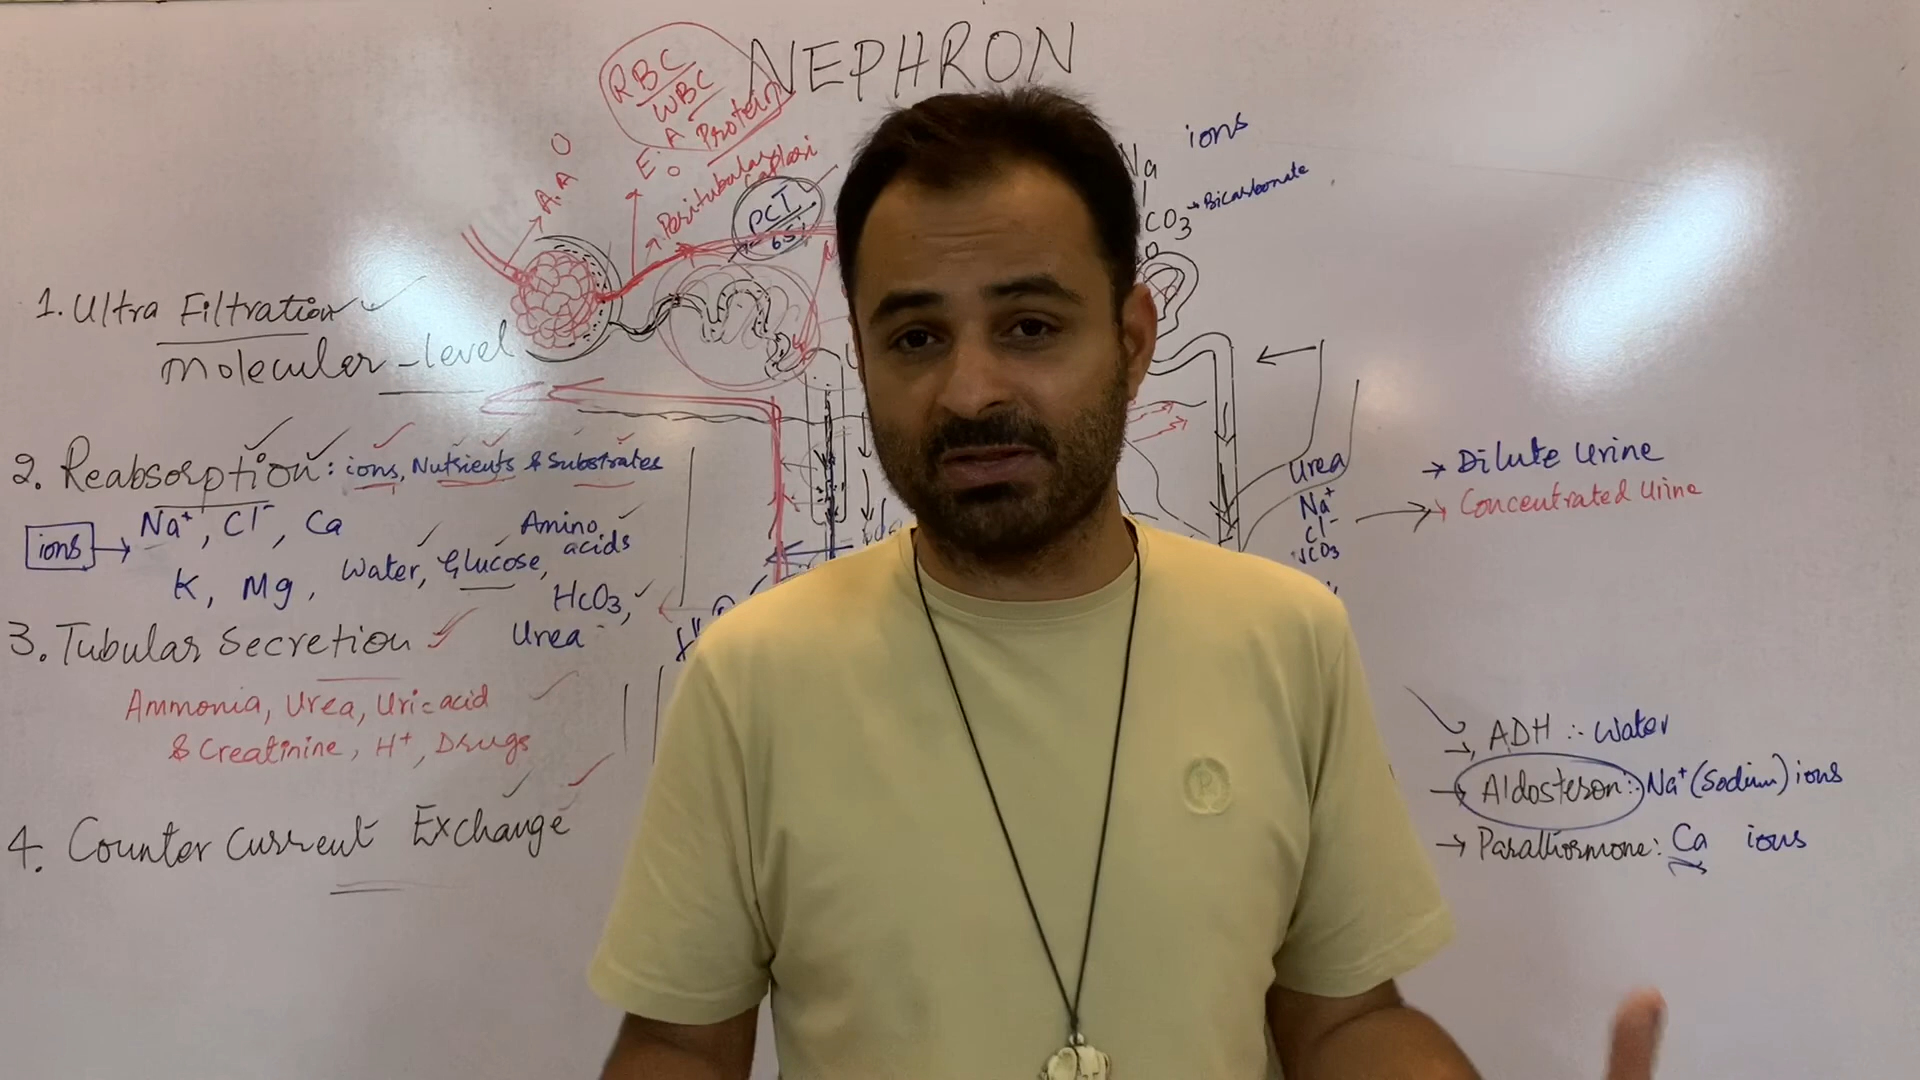 NEPHRON
RBC
WBC
Protein
A.A
E.A
Peritubular
PCT
65%
Na
ions
CO3 → Bicarbonate
1. Ultra Filtration
Molecular-level
2. Reabsorption: ions, Nutrients & Substrates
ions → Na+, Cl-, Ca
K, Mg, Water, Glucose, Amino acids
HcO3,
Urea
3. Tubular Secretion
Ammonia, Urea, Uric acid
& Creatinine, H+, Drugs
4. Counter Current Exchange
Urea
Na+
Cl-
→ Dilute Urine
→ Concentrated Urine
→ ADH :- Water
→ Aldosteron:- Na+ (Sodium) ions
→ Parathormone: Ca ions
R